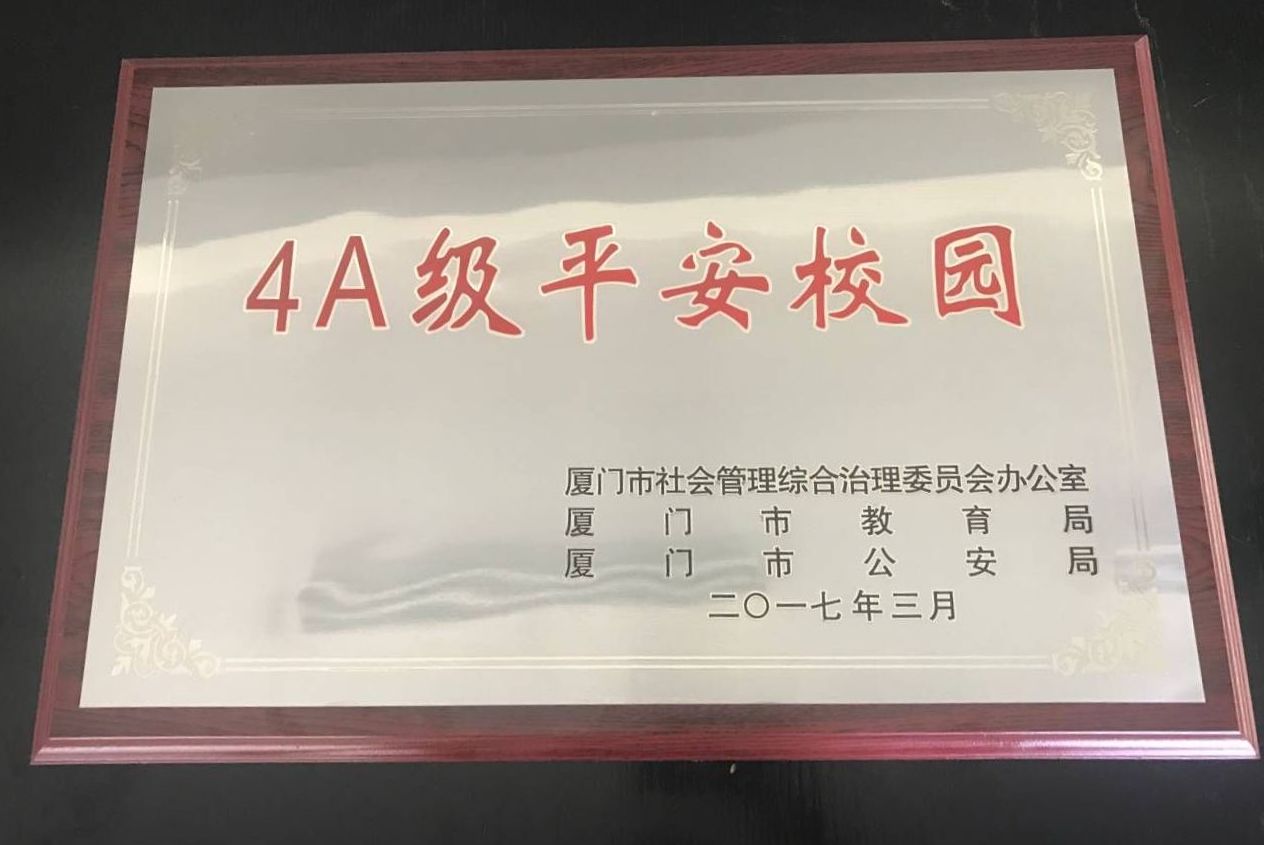 4A级平安校园
厦门市社会管理综合治理委员会办公室
厦门市教育局
厦门市公安局
二〇一七年三月